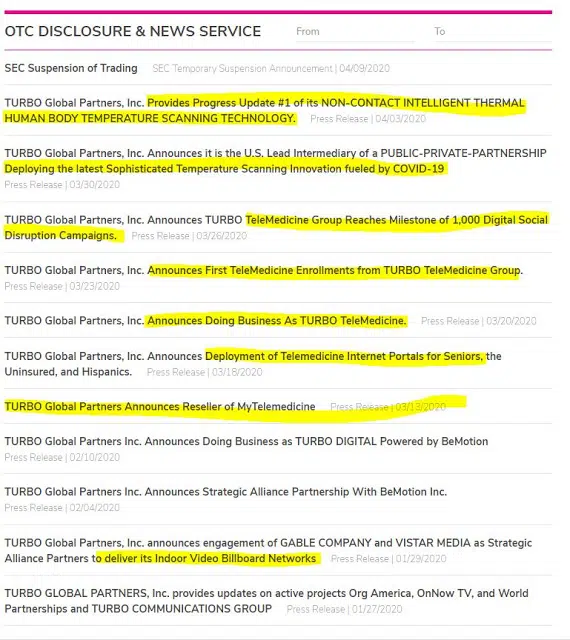 OTC DISCLOSURE & NEWS SERVICE From To
SEC Suspension of Trading SEC Temporary Suspension Announcement | 04/09/2020
TURBO Global Partners, Inc. Provides Progress Update #1 of its NON-CONTACT INTELLIGENT THERMAL
HUMAN BODY TEMPERATURE SCANNING TECHNOLOGY. Press Release | 04/03/2020
TURBO Global Partners, Inc. Announces it is the U.S. Lead Intermediary of a PUBLIC-PRIVATE-PARTNERSHIP
Deploying the latest Sophisticated Temperature Scanning Innovation fueled by COVID-19
Press Release | 03/30/2020
TURBO Global Partners, Inc. Announces TURBO TeleMedicine Group Reaches Milestone of 1,000 Digital Social
Disruption Campaigns. Press Release | 03/26/2020
TURBO Global Partners, Inc. Announces First TeleMedicine Enrollments from TURBO TeleMedicine Group.
Press Release | 03/23/2020
TURBO Global Partners, Inc. Announces Doing Business As TURBO TeleMedicine. Press Release | 03/20/2020
TURBO Global Partners, Inc. Announces Deployment of Telemedicine Internet Portals for Seniors, the
Uninsured, and Hispanics. Press Release | 03/18/2020
TURBO Global Partners Announces Reseller of MyTelemedicine Press Release | 03/13/2020
TURBO Global Partners Inc. Announces Doing Business as TURBO DIGITAL Powered by BeMotion
Press Release | 02/10/2020
TURBO Global Partners Inc. Announces Strategic Alliance Partnership With BeMotion Inc.
Press Release | 02/04/2020
TURBO Global Partners, Inc. announces engagement of GABLE COMPANY and VISTAR MEDIA as Strategic
Alliance Partners to deliver its Indoor Video Billboard Networks Press Release | 01/29/2020
TURBO GLOBAL PARTNERS, Inc. provides updates on active projects Org America, OnNow TV, and World
Partnerships and TURBO COMMUNICATIONS GROUP Press Release | 01/27/2020